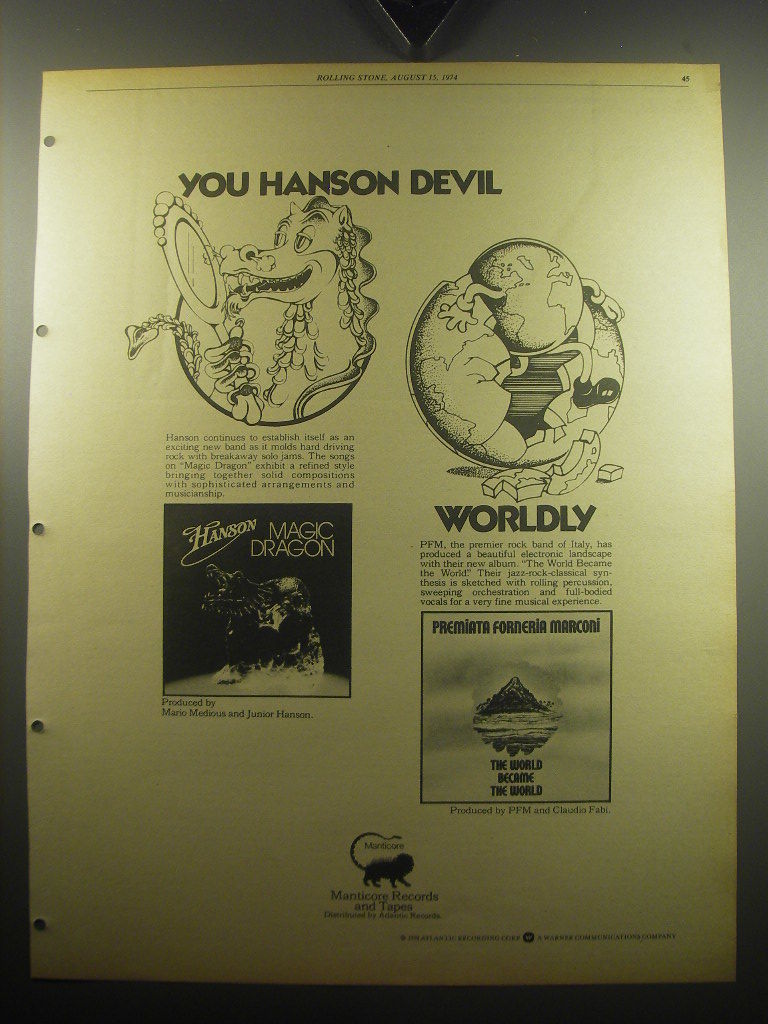 ROLLING STONE, AUGUST 15, 1974 45
YOU HANSON DEVIL
Hanson continues to establish itself as an
exciting new band as it molds hard driving
rock with breakaway solo jams. The songs
on "Magic Dragon" exhibit a refined style
bringing together solid compositions
with sophisticated arrangements and
musicianship.
HANSON MAGIC
DRAGON
Produced by
Mario Medious and Junior Hanson.
WORLDLY
PFM, the premier rock band of Italy, has
produced a beautiful electronic landscape
with their new album. "The World Became
the World." Their jazz-rock-classical syn-
thesis is sketched with rolling percussion,
sweeping orchestration and full-bodied
vocals for a very fine musical experience.
PREMIATA FORNERIA MARCONI
THE WORLD
BECAME
THE WORLD
Produced by PFM and Claudio Fabi.
Manticore
Manticore Records
and Tapes
Distributed by Atlantic Records.
© 1974 ATLANTIC RECORDING CORP. A WARNER COMMUNICATIONS COMPANY